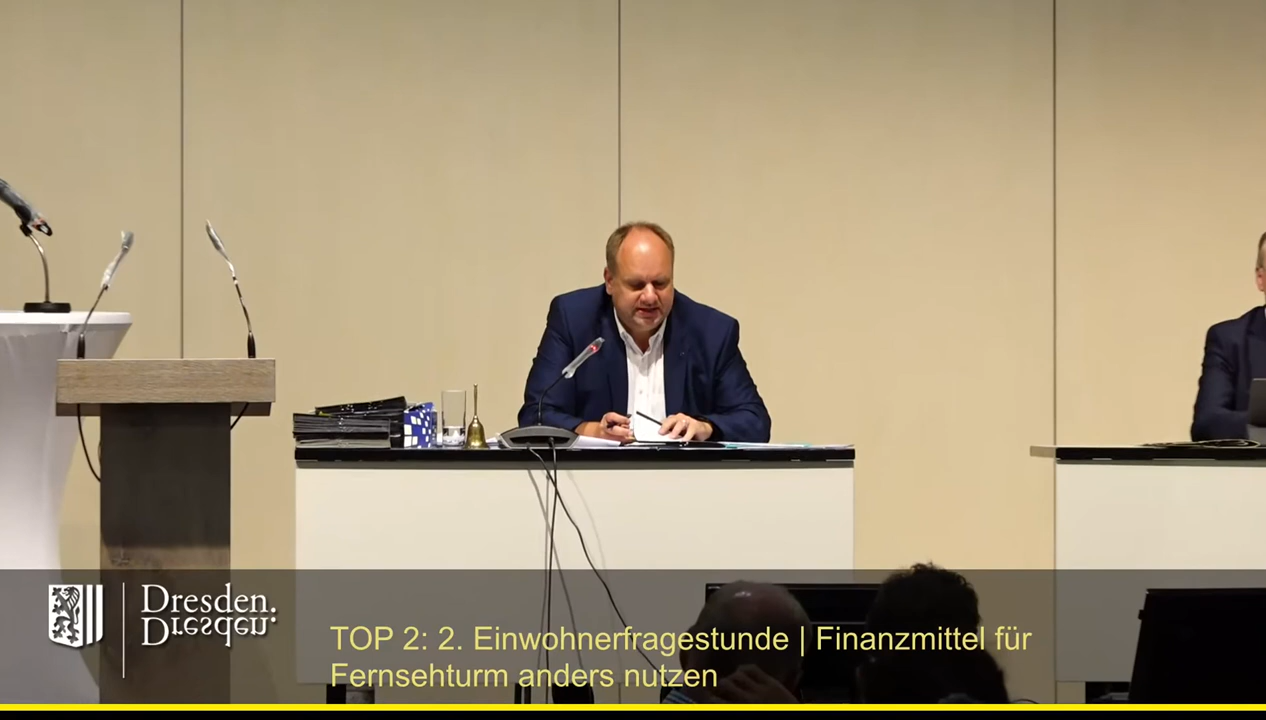 Dresden.
Dresden.
TOP 2: 2. Einwohnerfragestunde | Finanzmittel für
Fernsehturm anders nutzen